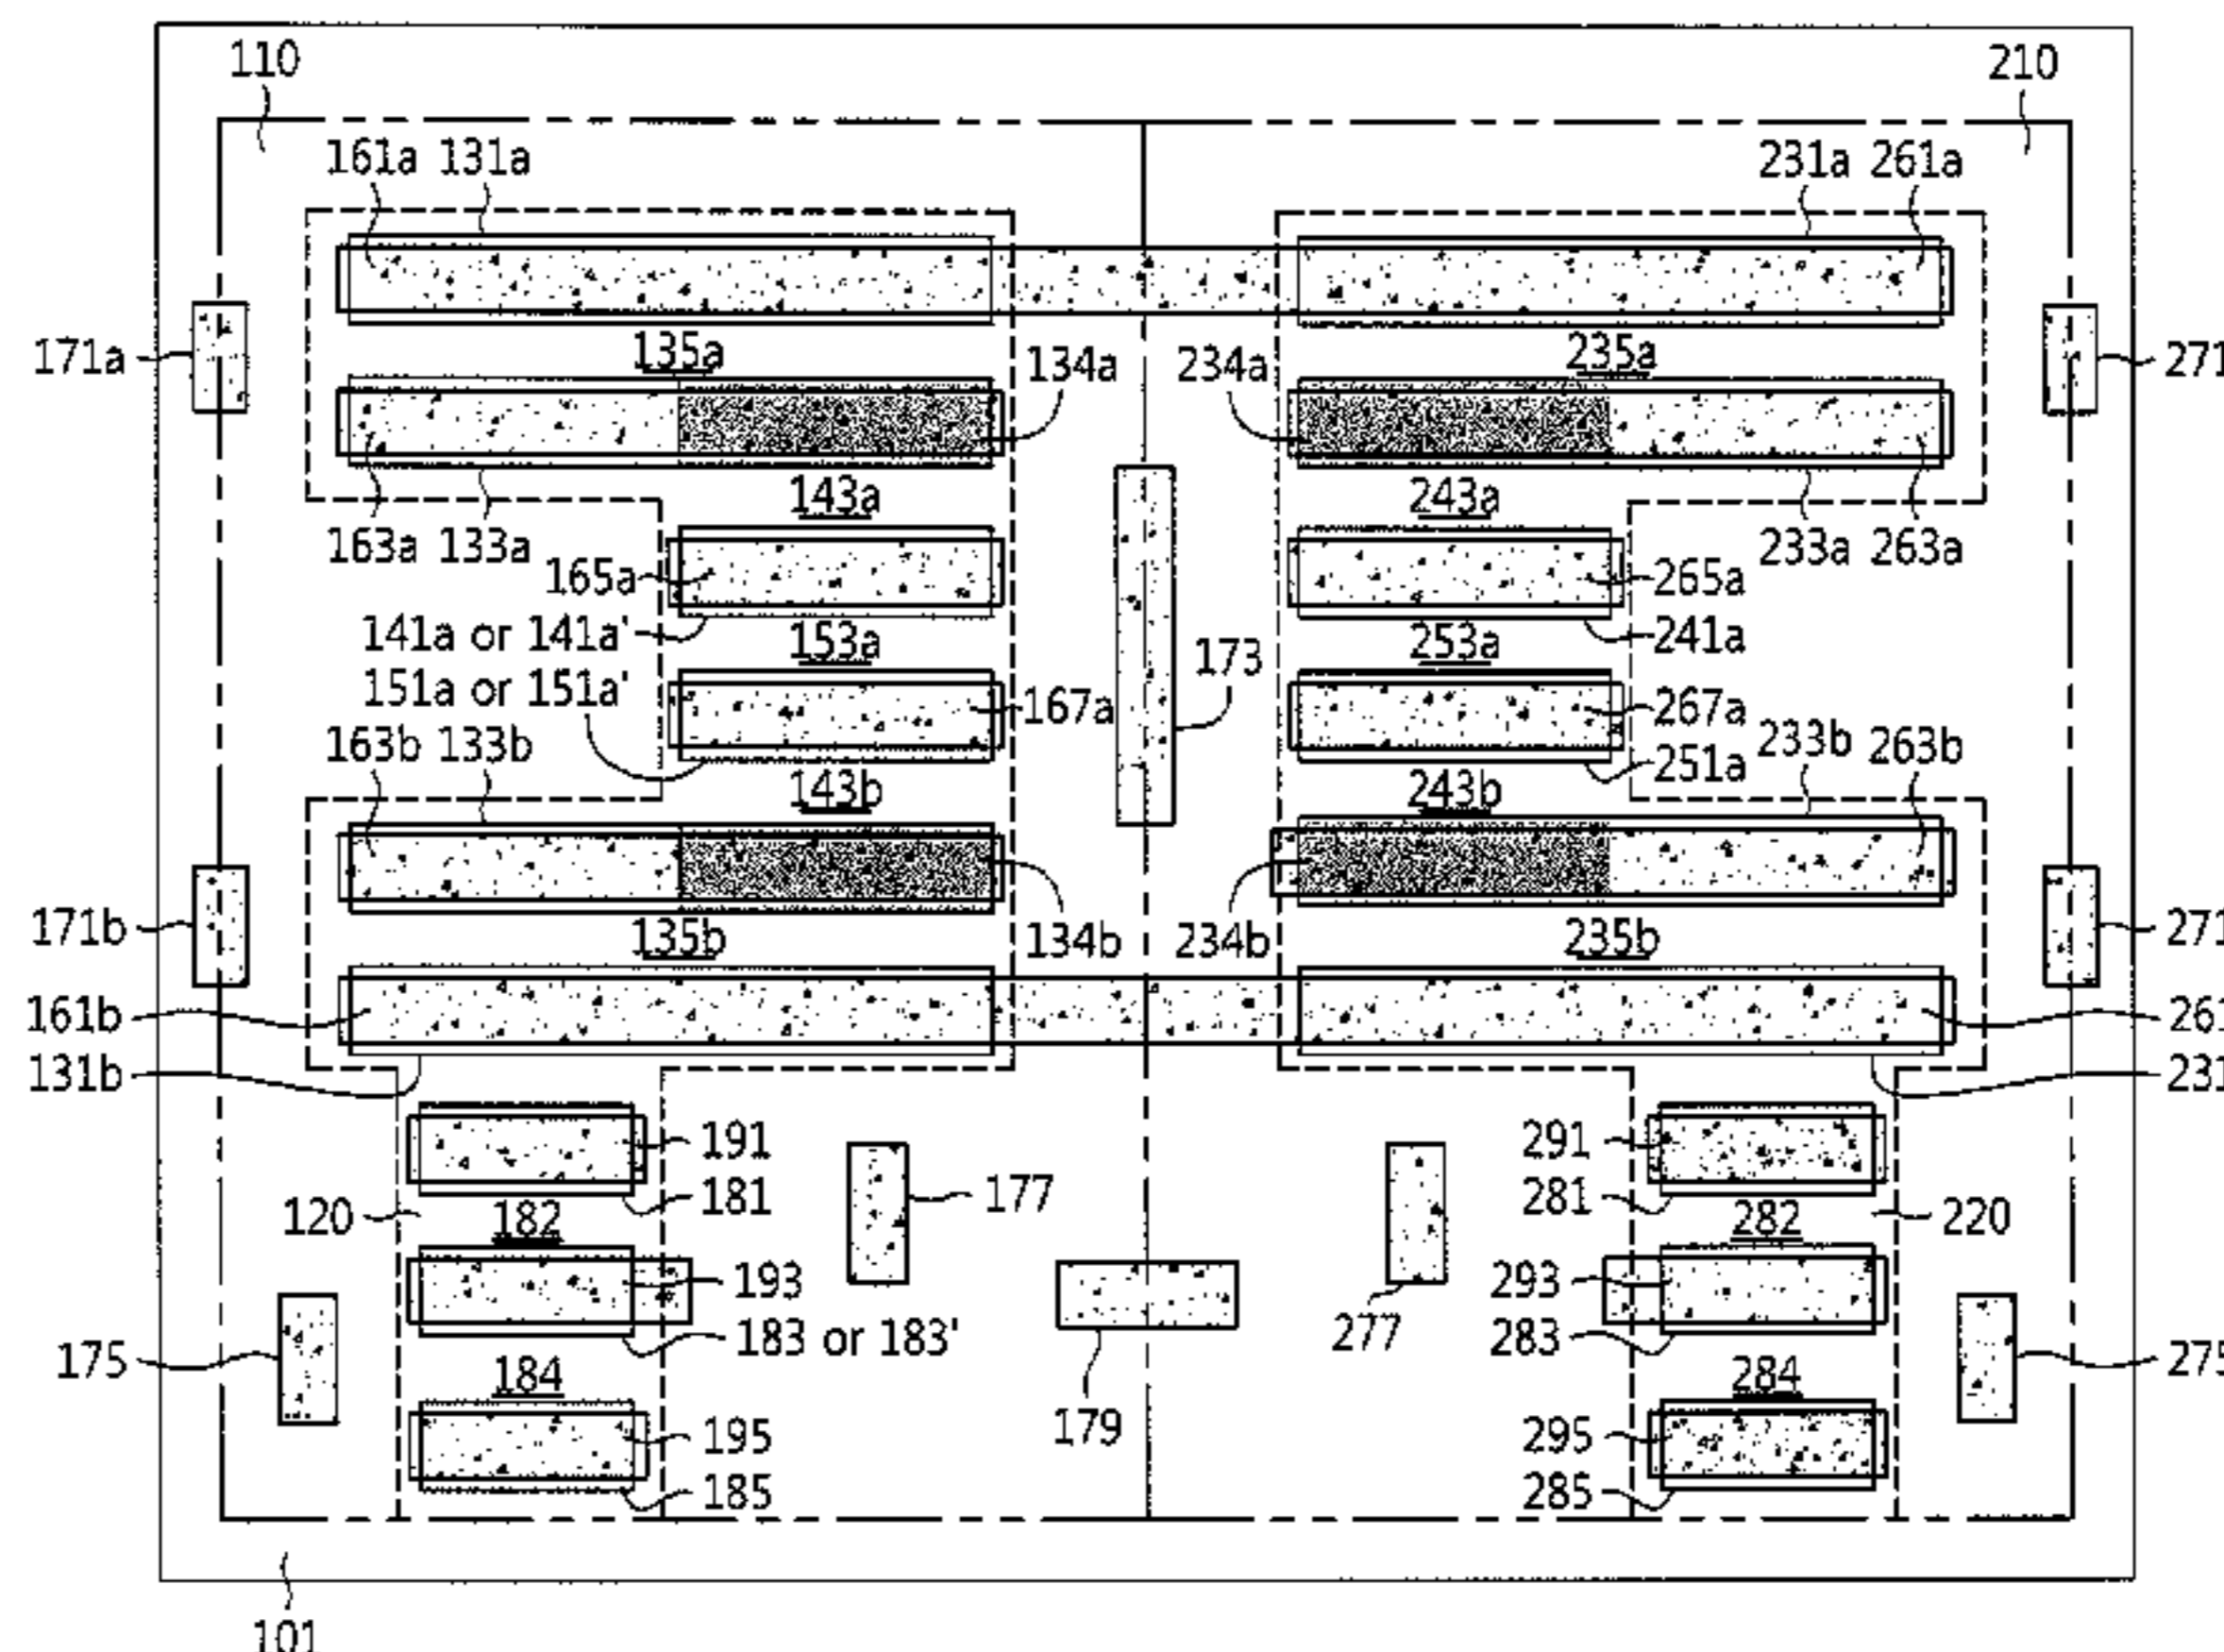 110 210
161a 131a 231a 261a
135a 235a
171a 134a 234a 271
143a 243a
163a 133a 233a 263a
165a 265a
141a or 141a' 153a 253a 241a
151a or 151a' 173
167a 267a
163b 133b 233b 263b
251a
143b 243b
171b 135b 134b 234b 235b 271
161b 261
131b 231
191 291
120 182 181 177 281 282 220
193 293
175 183 or 183' 277 283 275
184 284
179
195 295
185 285
101